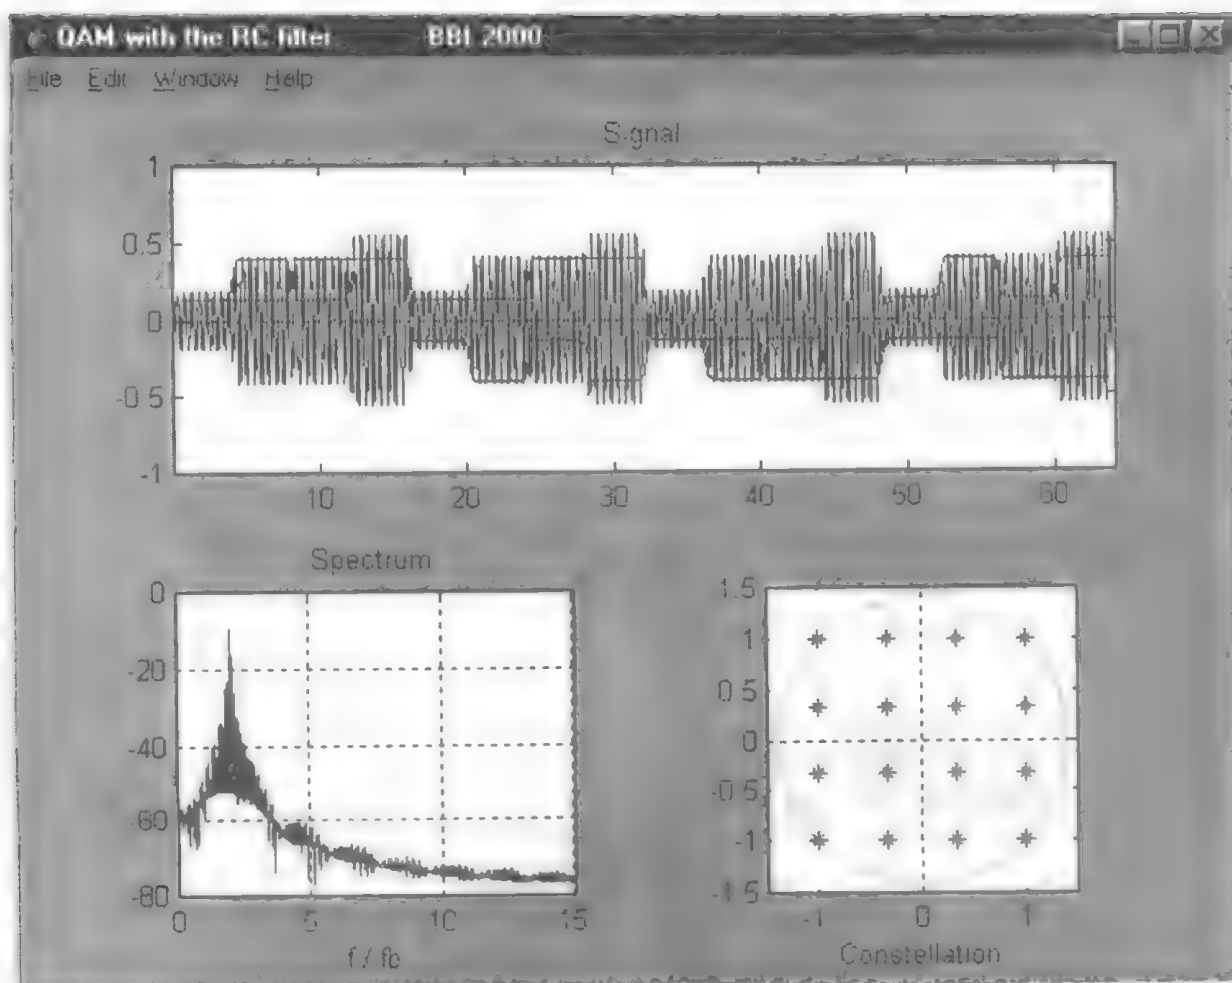 QAM with the RC filter BBI 2000
File Edit Window Help
Signal
1
0.5
0
-0.5
-1
10 20 30 40 50 60
Spectrum
0
-20
-40
-60
-80
0 5 10 15
f / fb
1.5
1
0.5
0
-0.5
-1
-1.5
-1 0 1
Constellation